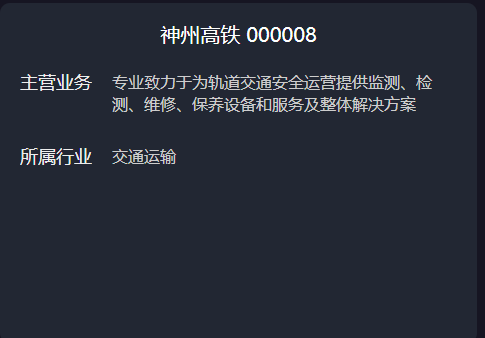 神州高铁 000008
主营业务 专业致力于为轨道交通安全运营提供监测、检
测、维修、保养设备和服务及整体解决方案
所属行业 交通运输